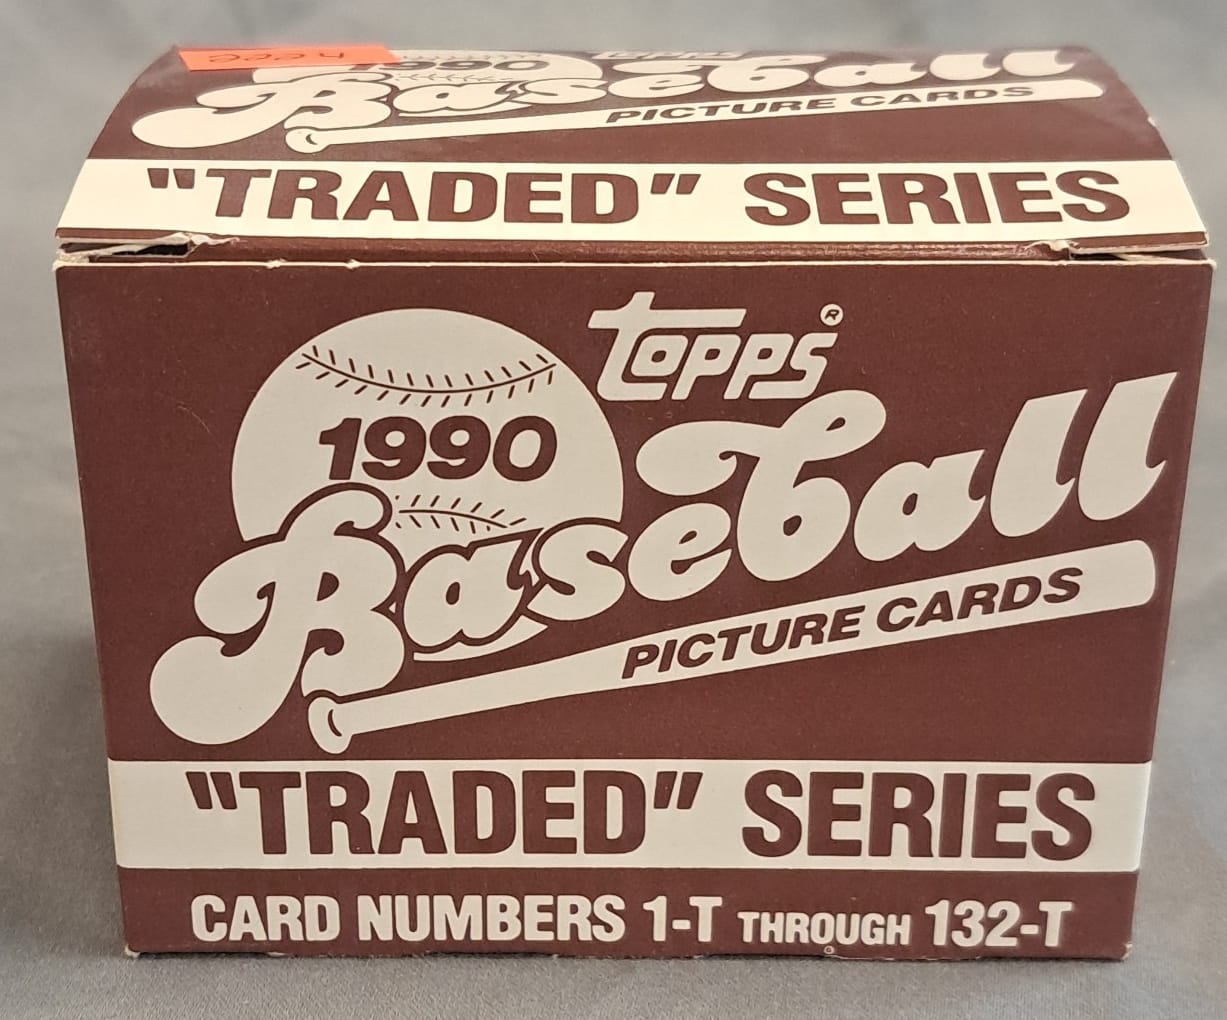 1990 Topps
Baseball
PICTURE CARDS
"TRADED" SERIES
Topps®
1990
Baseball
PICTURE CARDS
"TRADED" SERIES
CARD NUMBERS 1-T THROUGH 132-T